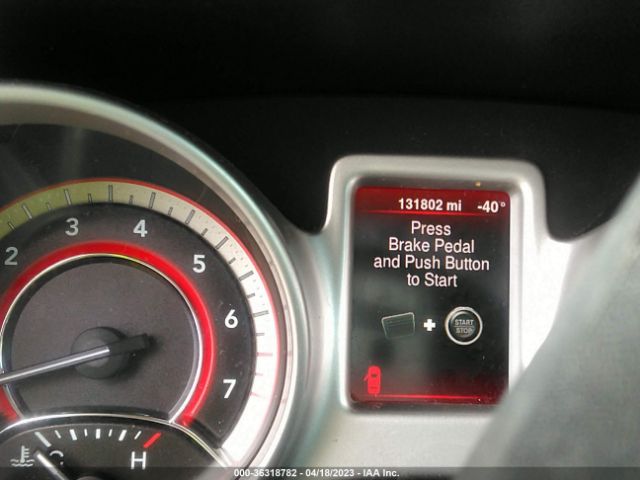 131802 mi -40°
Press
Brake Pedal
and Push Button
to Start
START
STOP
2 3 4 5 6 7
C H
000-36318782 - 04/18/2023 - IAA Inc.